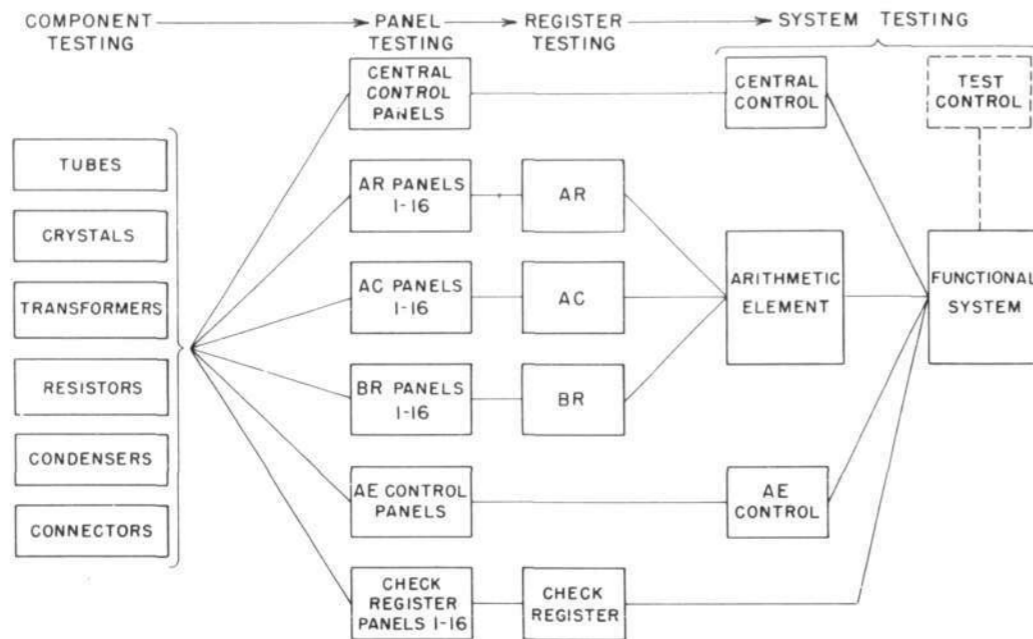 COMPONENT TESTING
PANEL TESTING
REGISTER TESTING
SYSTEM TESTING
TUBES
CRYSTALS
TRANSFORMERS
RESISTORS
CONDENSERS
CONNECTORS
CENTRAL
CONTROL
PANELS
AR PANELS
1-16
AC PANELS
1-16
BR PANELS
1-16
AE CONTROL
PANELS
CHECK
REGISTER
PANELS 1-16
AR
AC
BR
CHECK
REGISTER
CENTRAL
CONTROL
ARITHMETIC
ELEMENT
AE
CONTROL
TEST
CONTROL
FUNCTIONAL
SYSTEM